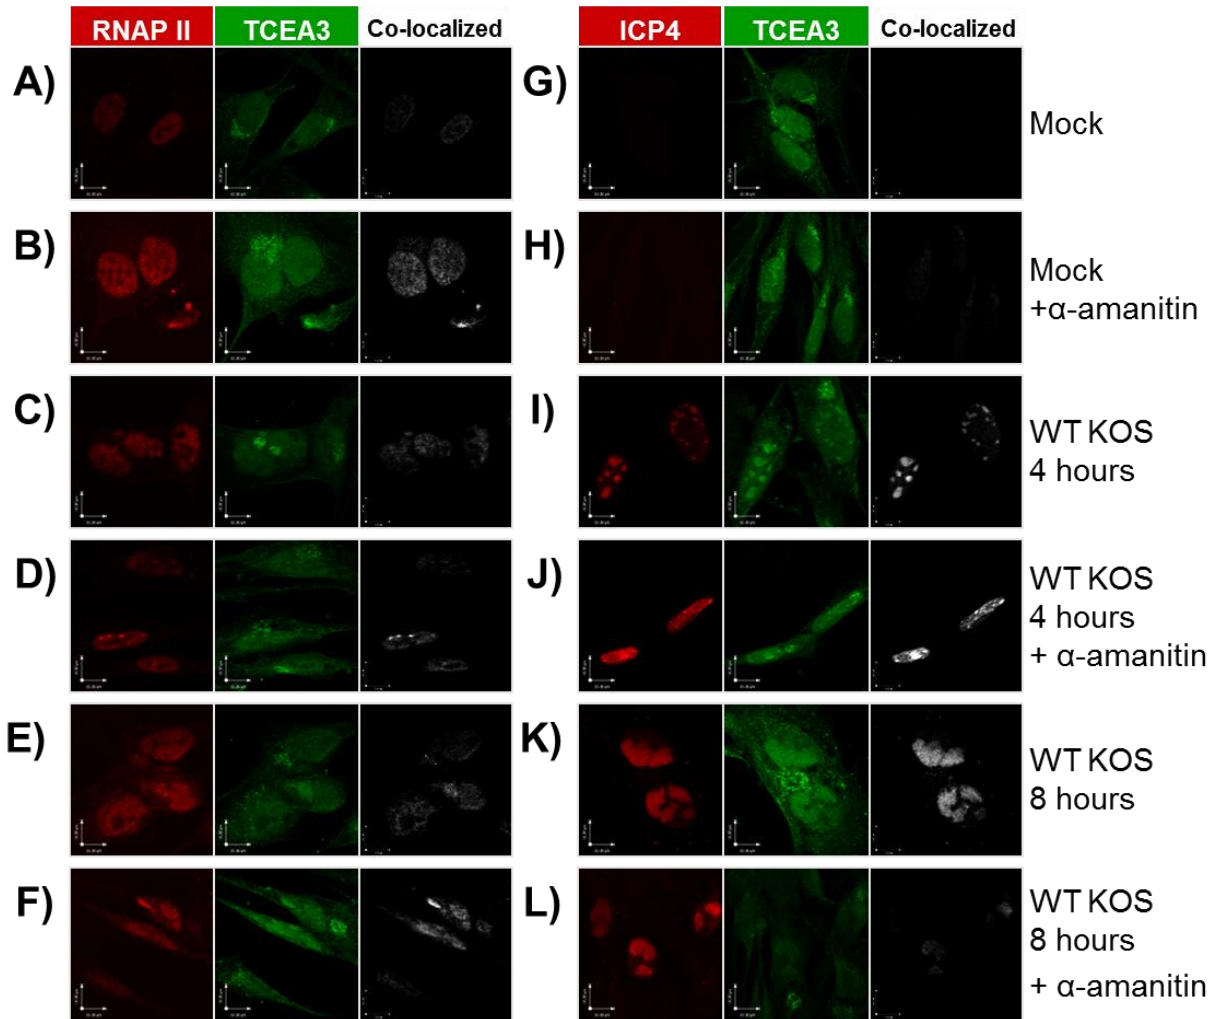 RNAP II TCEA3 Co-localized ICP4 TCEA3 Co-localized
A) G) Mock
B) H) Mock
+α-amanitin
C) I) WT KOS
4 hours
D) J) WT KOS
4 hours
+ α-amanitin
E) K) WT KOS
8 hours
F) L) WT KOS
8 hours
+ α-amanitin